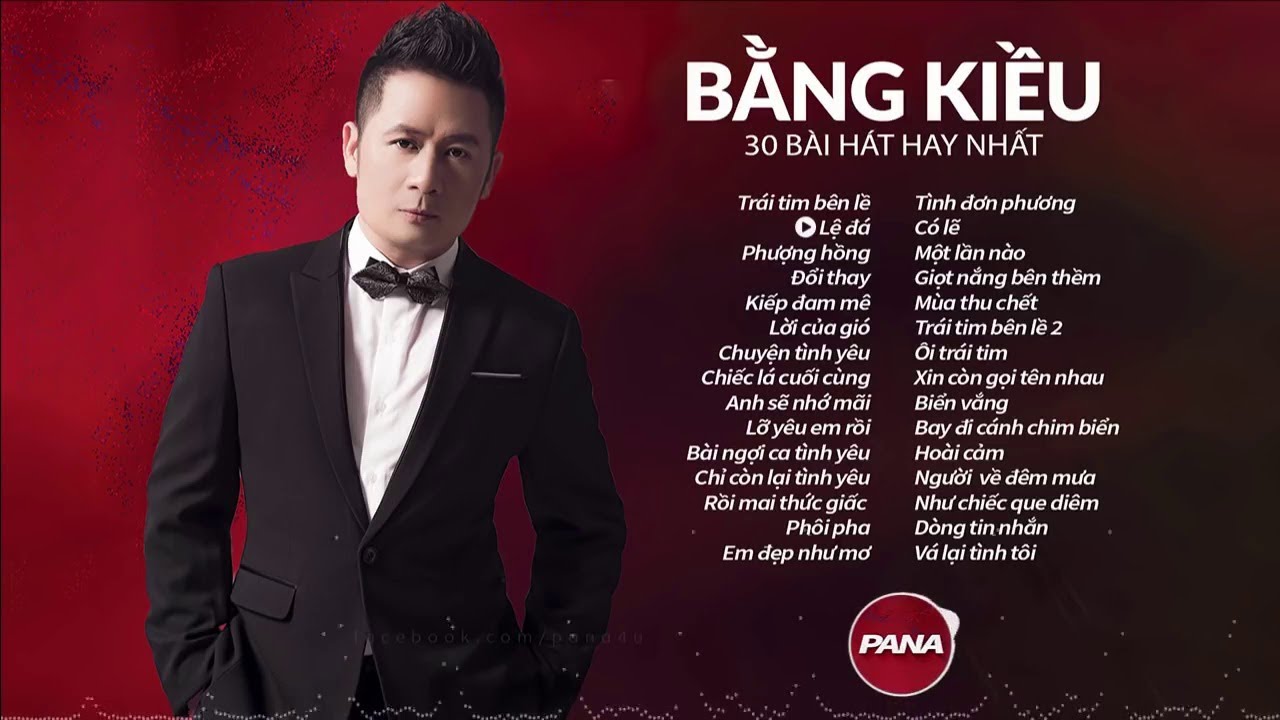 BẰNG KIỀU
30 BÀI HÁT HAY NHẤT
Trái tim bên lề
Lệ đá
Phượng hồng
Đổi thay
Kiếp đam mê
Lời của gió
Chuyện tình yêu
Chiếc lá cuối cùng
Anh sẽ nhớ mãi
Lỡ yêu em rồi
Bài ngợi ca tình yêu
Chỉ còn lại tình yêu
Rồi mai thức giấc
Phôi pha
Em đẹp như mơ
Tình đơn phương
Có lẽ
Một lần nào
Giọt nắng bên thềm
Mùa thu chết
Trái tim bên lề 2
Ôi trái tim
Xin còn gọi tên nhau
Biển vắng
Bay đi cánh chim biển
Hoài cảm
Người về đêm mưa
Như chiếc que diêm
Dòng tin nhắn
Vá lại tình tôi
facebook.com/pana4u
PANA